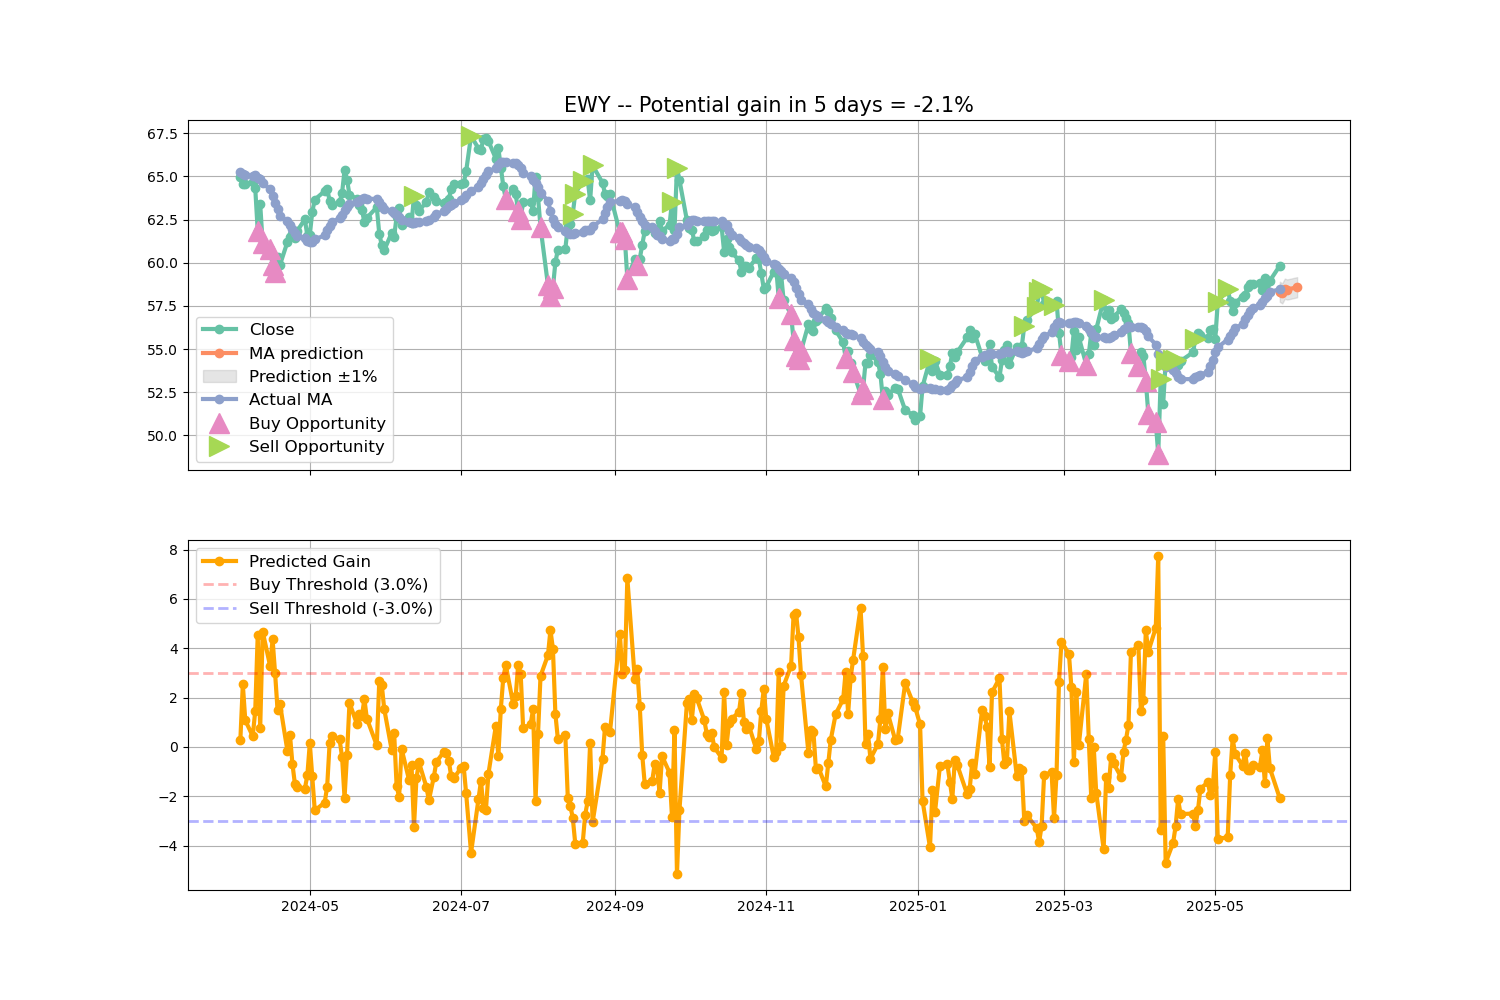 EWY -- Potential gain in 5 days = -2.1%
67.5
65.0
62.5
60.0
57.5
55.0
52.5
50.0
Close
MA prediction
Prediction ±1%
Actual MA
Buy Opportunity
Sell Opportunity
8
6
4
2
0
−2
−4
Predicted Gain
Buy Threshold (3.0%)
Sell Threshold (-3.0%)
2024-05 2024-07 2024-09 2024-11 2025-01 2025-03 2025-05